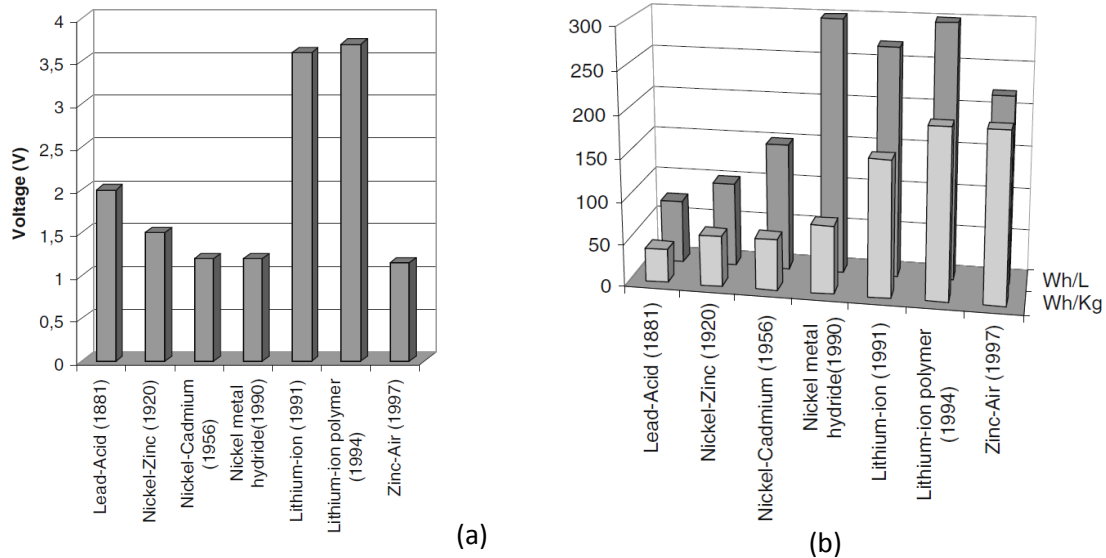 4
3,5
3
2,5
2
1,5
1
0,5
0
Voltage (V)
Lead-Acid (1881)
Nickel-Zinc (1920)
Nickel-Cadmium
(1956)
Nickel metal
hydride(1990)
Lithium-ion (1991)
Lithium-ion polymer
(1994)
Zinc-Air (1997)
(a)
300
250
200
150
100
50
0
Wh/L
Wh/Kg
Lead-Acid (1881)
Nickel-Zinc (1920)
Nickel-Cadmium (1956)
Nickel metal
hydride(1990)
Lithium-ion (1991)
Lithium-ion polymer
(1994)
Zinc-Air (1997)
(b)